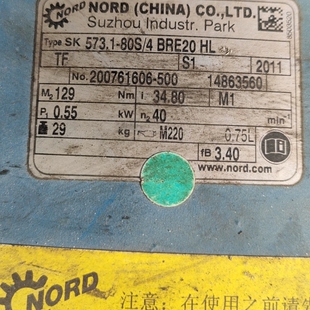 NORD NORD (CHINA) CO.,LTD.
Suzhou Industr. Park
Type SK 573.1-80S/4 BRE20 HL
TF S1 2011
No. 200761606-500 14863560
M₂ 129 Nm i 34.80 M1
P₁ 0.55 kW n₂ 40 min⁻¹
29 kg M220 0.75L
fB 3.40
www.nord.com
NORD
注意：在使用之前请